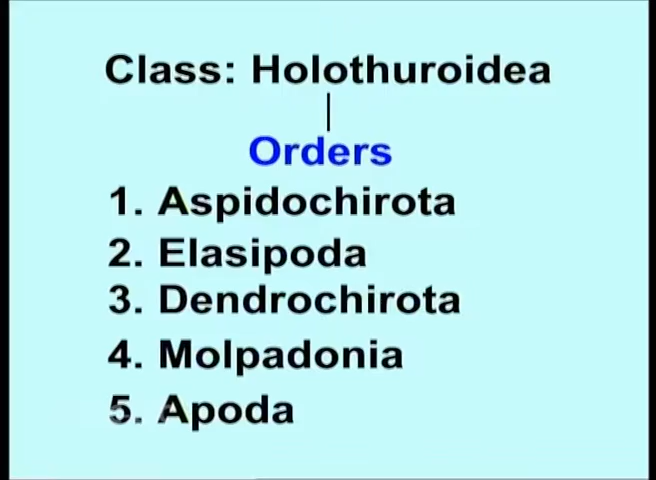 Class: Holothuroidea
Orders
1. Aspidochirota
2. Elasipoda
3. Dendrochirota
4. Molpadonia
5. Apoda